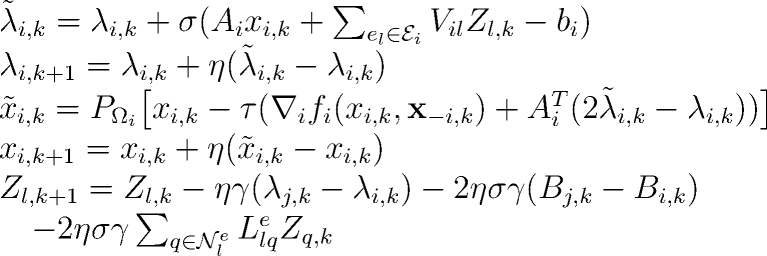 $\tilde{\lambda}_{i,k} = \lambda_{i,k} + \sigma(A_i x_{i,k} + \sum_{e_l \in \mathcal{E}_i} V_{il} Z_{l,k} - b_i)$
$\lambda_{i,k+1} = \lambda_{i,k} + \eta(\tilde{\lambda}_{i,k} - \lambda_{i,k})$
$\tilde{x}_{i,k} = P_{\Omega_i}\big[x_{i,k} - \tau(\nabla_i f_i(x_{i,k}, \mathbf{x}_{-i,k}) + A_i^T(2\tilde{\lambda}_{i,k} - \lambda_{i,k}))\big]$
$x_{i,k+1} = x_{i,k} + \eta(\tilde{x}_{i,k} - x_{i,k})$
$Z_{l,k+1} = Z_{l,k} - \eta\gamma(\lambda_{j,k} - \lambda_{i,k}) - 2\eta\sigma\gamma(B_{j,k} - B_{i,k})$
$-2\eta\sigma\gamma \sum_{q \in \mathcal{N}_l^e} L_{lq}^e Z_{q,k}$